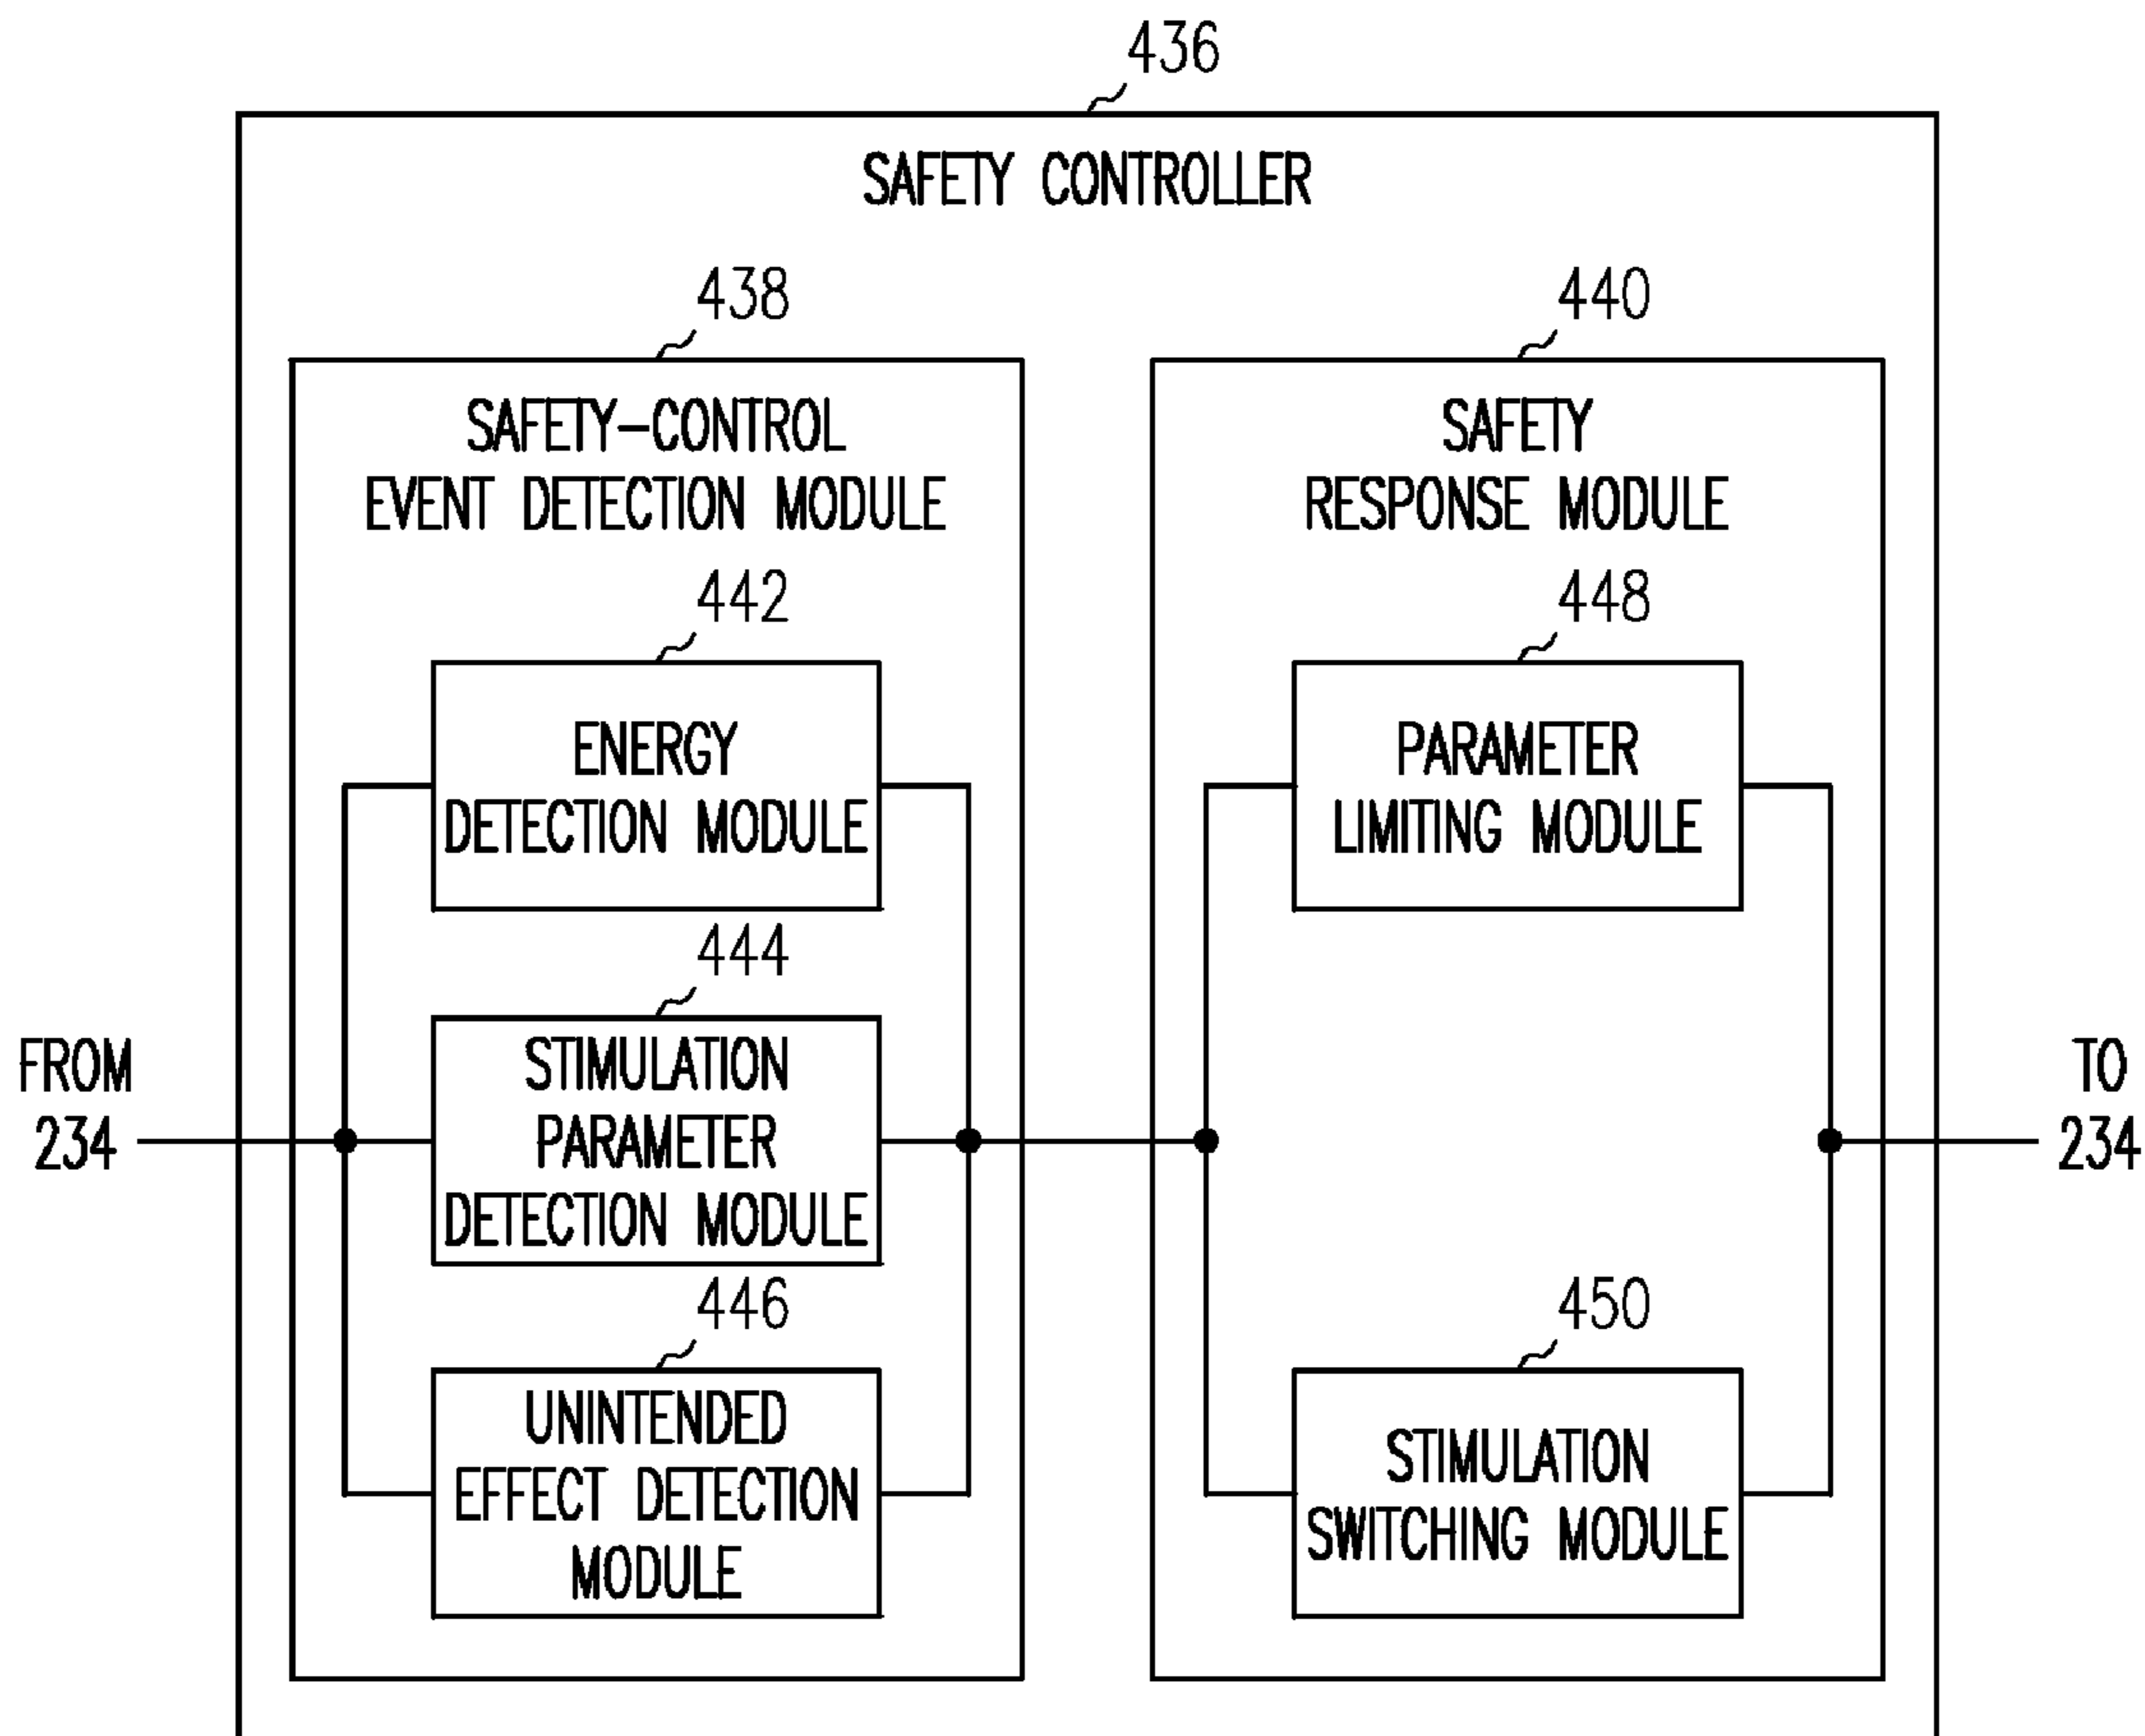 436
SAFETY CONTROLLER
438
SAFETY-CONTROL
EVENT DETECTION MODULE
442
ENERGY
DETECTION MODULE
444
STIMULATION
PARAMETER
DETECTION MODULE
446
UNINTENDED
EFFECT DETECTION
MODULE
440
SAFETY
RESPONSE MODULE
448
PARAMETER
LIMITING MODULE
450
STIMULATION
SWITCHING MODULE
FROM
234
TO
234